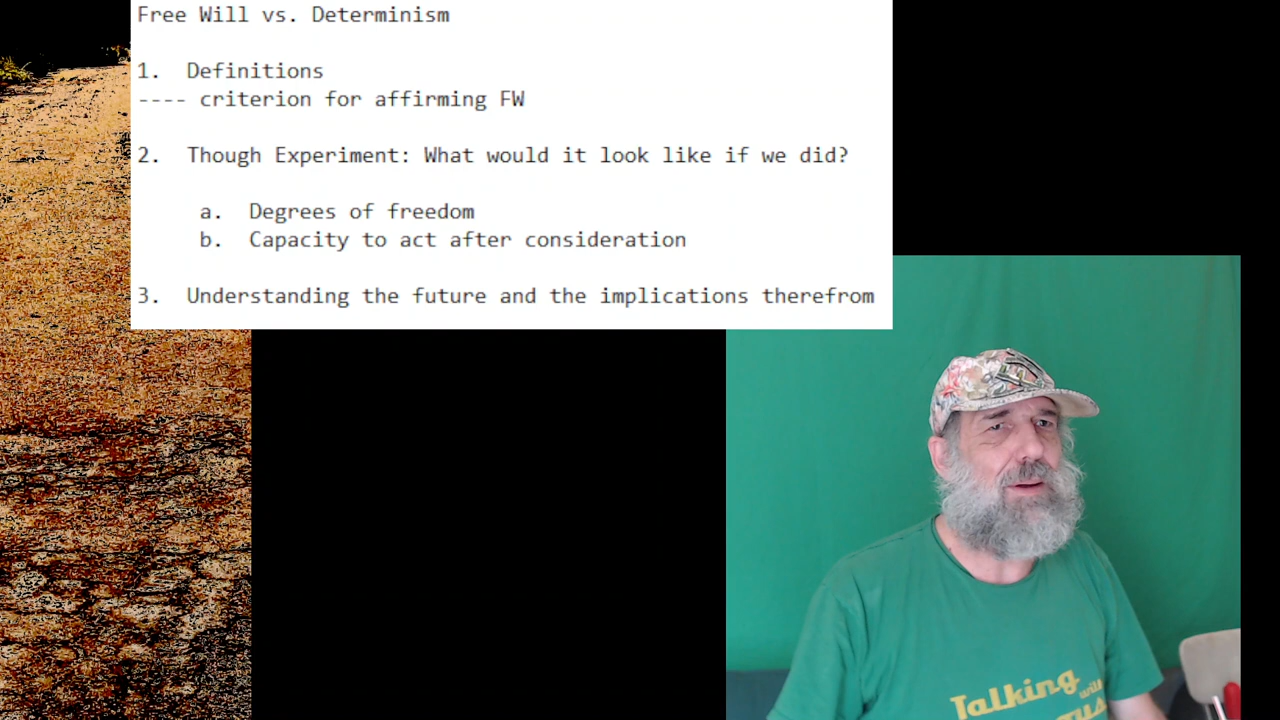 Free Will vs. Determinism
1. Definitions
---- criterion for affirming FW
2. Though Experiment: What would it look like if we did?
a. Degrees of freedom
b. Capacity to act after consideration
3. Understanding the future and the implications therefrom
Talking with